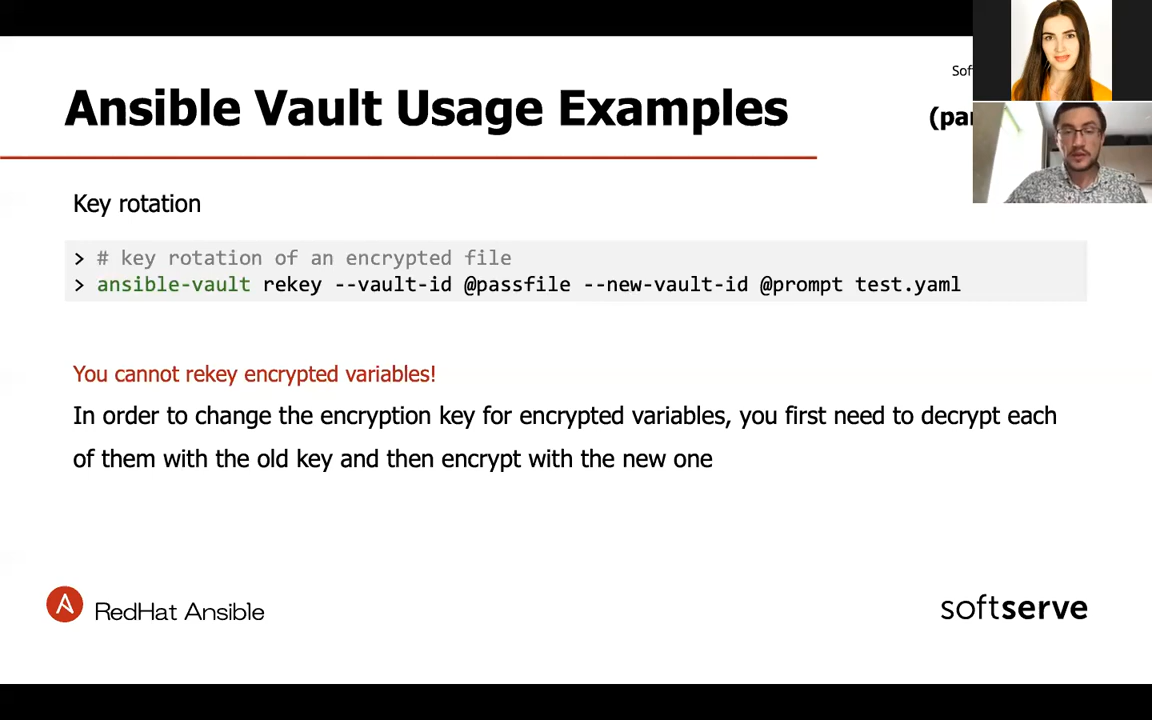 Ansible Vault Usage Examples
Key rotation
> # key rotation of an encrypted file
> ansible-vault rekey --vault-id @passfile --new-vault-id @prompt test.yaml
You cannot rekey encrypted variables!
In order to change the encryption key for encrypted variables, you first need to decrypt each
of them with the old key and then encrypt with the new one
RedHat Ansible
softserve